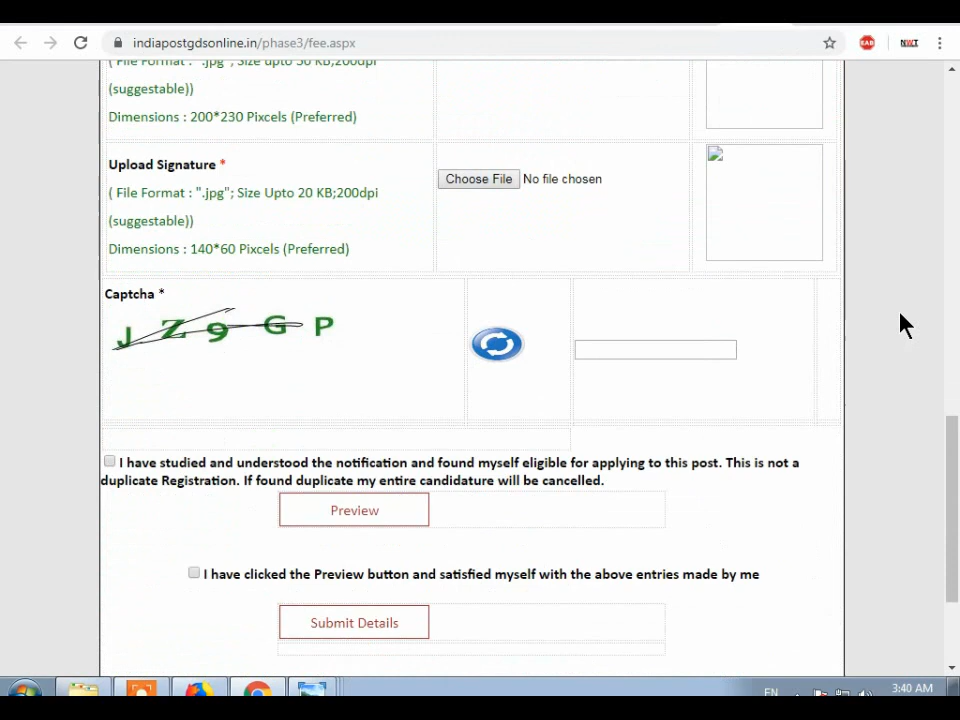 indiapostgdsonline.in/phase3/fee.aspx
EAB
NWT
( File Format : ".jpg"; Size upto 50 KB;200dpi
(suggestable))
Dimensions : 200*230 Pixcels (Preferred)
Upload Signature *
Choose File No file chosen
( File Format : ".jpg"; Size Upto 20 KB;200dpi
(suggestable))
Dimensions : 140*60 Pixcels (Preferred)
Captcha *
J Z 9 G P
I have studied and understood the notification and found myself eligible for applying to this post. This is not a
duplicate Registration. If found duplicate my entire candidature will be cancelled.
Preview
I have clicked the Preview button and satisfied myself with the above entries made by me
Submit Details
EN
3:40 AM